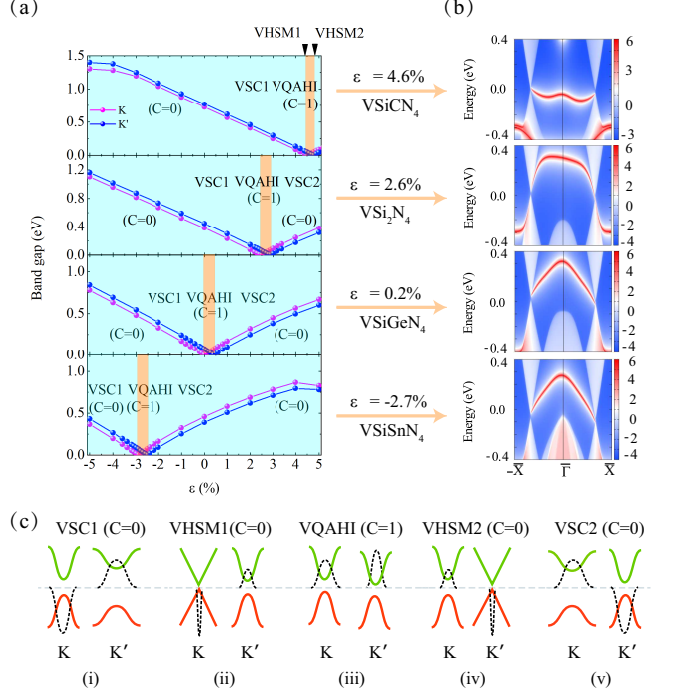 (a)
(b)
VHSM1 VHSM2
1.5
1.0
0.5
0.0
VSC1 VQAHI
(C=0)
(C=1)
K
K'
1.2
0.8
0.4
0.0
VSC1 VQAHI VSC2
(C=1)
(C=0) (C=0)
1.0
0.5
0.0
VSC1 VQAHI VSC2
(C=1)
(C=0) (C=0)
1.0
0.5
0.0
VSC1 VQAHI VSC2
(C=0) (C=1) (C=0)
-5 -4 -3 -2 -1 0 1 2 3 4 5
ε (%)
Band gap (eV)
ε = 4.6%
VSiCN4
ε = 2.6%
VSi2N4
ε = 0.2%
VSiGeN4
ε = -2.7%
VSiSnN4
Energy (eV)
0.4
0.0
-0.4
6
3
0
-3
Energy (eV)
0.4
0.0
-0.4
6
4
2
0
-2
-4
Energy (eV)
0.4
0.0
6
4
2
0
-2
-4
Energy (eV)
0.4
0.0
-0.4
6
4
2
0
-2
-4
-X Γ X
(c)
VSC1 (C=0) VHSM1(C=0) VQAHI (C=1) VHSM2 (C=0) VSC2 (C=0)
K K′ K K′ K K′ K K′ K K′
(i) (ii) (iii) (iv) (v)